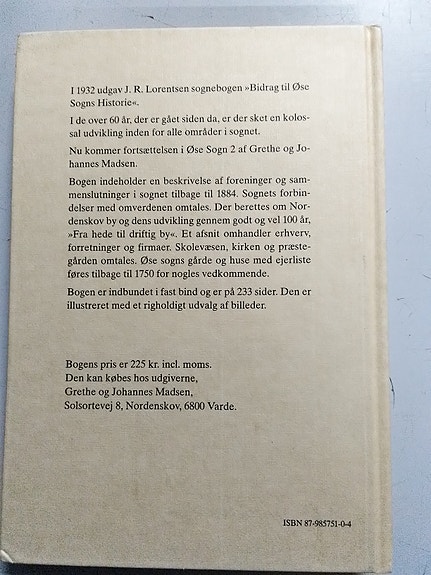 I 1932 udgav J. R. Lorentsen sognebogen »Bidrag til Øse
Sogns Historie«.
I de over 60 år, der er gået siden da, er der sket en kolos-
sal udvikling inden for alle områder i sognet.
Nu kommer fortsættelsen i Øse Sogn 2 af Grethe og Jo-
hannes Madsen.
Bogen indeholder en beskrivelse af foreninger og sam-
menslutninger i sognet tilbage til 1884. Sognets forbin-
delser med omverdenen omtales. Der berettes om Nor-
denskov by og dens udvikling gennem godt og vel 100 år,
»Fra hede til driftig by«. Et afsnit omhandler erhverv,
forretninger og firmaer. Skolevæsen, kirken og præste-
gården omtales. Øse sogns gårde og huse med ejerliste
føres tilbage til 1750 for nogles vedkommende.
Bogen er indbundet i fast bind og er på 233 sider. Den er
illustreret med et righoldigt udvalg af billeder.
Bogens pris er 225 kr. incl. moms.
Den kan købes hos udgiverne,
Grethe og Johannes Madsen,
Solsortevej 8, Nordenskov, 6800 Varde.
ISBN 87-985751-0-4